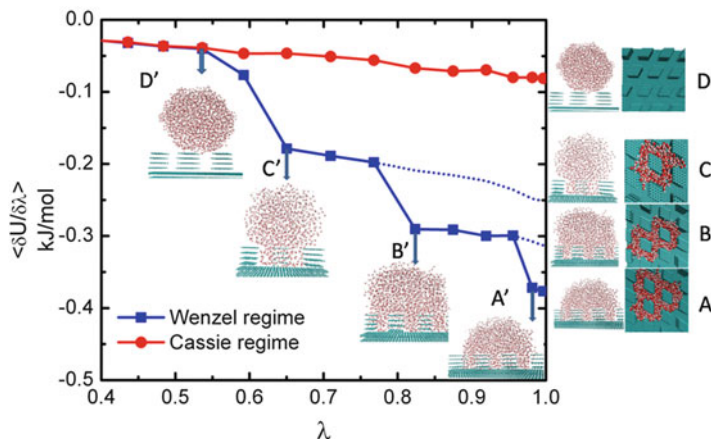 <δU/δλ>
kJ/mol
0.0
-0.1
-0.2
-0.3
-0.4
-0.5
D'
C'
B'
A'
Wenzel regime
Cassie regime
0.4 0.5 0.6 0.7 0.8 0.9 1.0
λ
D
C
B
A